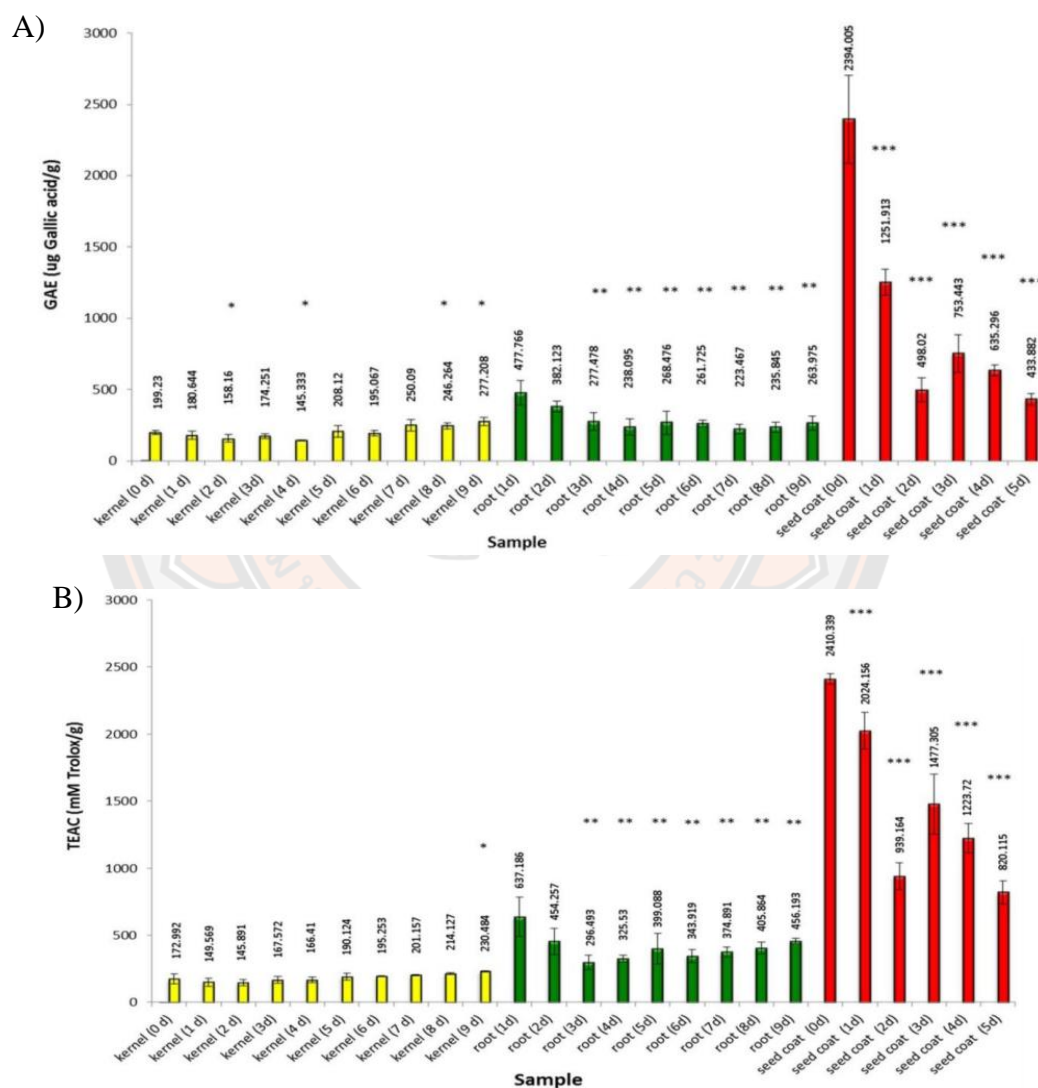 A)
3000
2500
2000
1500
1000
500
0
GAE (ug Gallic acid/g)
199.23
180.644
158.16
174.251
145.333
208.12
195.067
250.09
246.264
277.208
477.766
382.123
277.478
238.095
268.476
261.725
223.467
235.845
263.975
2394.005
1251.913
498.02
753.443
635.296
433.882
*
*
*
*
**
**
**
**
**
**
**
***
***
***
***
***
kernel (0 d)
kernel (1 d)
kernel (2 d)
kernel (3d)
kernel (4 d)
kernel (5 d)
kernel (6 d)
kernel (7 d)
kernel (8 d)
kernel (9 d)
root (1d)
root (2d)
root (3d)
root (4d)
root (5d)
root (6d)
root (7d)
root (8d)
root (9d)
seed coat (0d)
seed coat (1d)
seed coat (2d)
seed coat (3d)
seed coat (4d)
seed coat (5d)
Sample
B)
3000
2500
2000
1500
1000
500
0
TEAC (mM Trolox/g)
172.992
149.569
145.891
167.572
166.41
190.124
195.253
201.157
214.127
230.484
637.186
454.257
296.493
325.53
399.088
343.919
374.891
405.864
456.193
2410.339
2024.156
939.164
1477.305
1223.72
820.115
*
**
**
**
**
**
**
**
***
***
***
***
***
kernel (0 d)
kernel (1 d)
kernel (2 d)
kernel (3d)
kernel (4 d)
kernel (5 d)
kernel (6 d)
kernel (7 d)
kernel (8 d)
kernel (9 d)
root (1d)
root (2d)
root (3d)
root (4d)
root (5d)
root (6d)
root (7d)
root (8d)
root (9d)
seed coat (0d)
seed coat (1d)
seed coat (2d)
seed coat (3d)
seed coat (4d)
seed coat (5d)
Sample